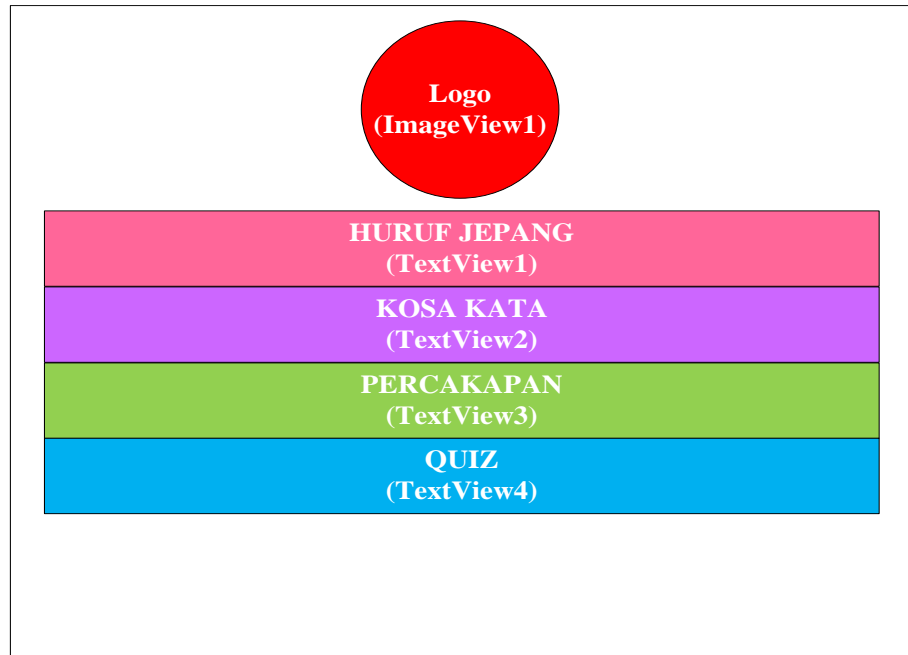 Logo
(ImageView1)
HURUF JEPANG
(TextView1)
KOSA KATA
(TextView2)
PERCAKAPAN
(TextView3)
QUIZ
(TextView4)